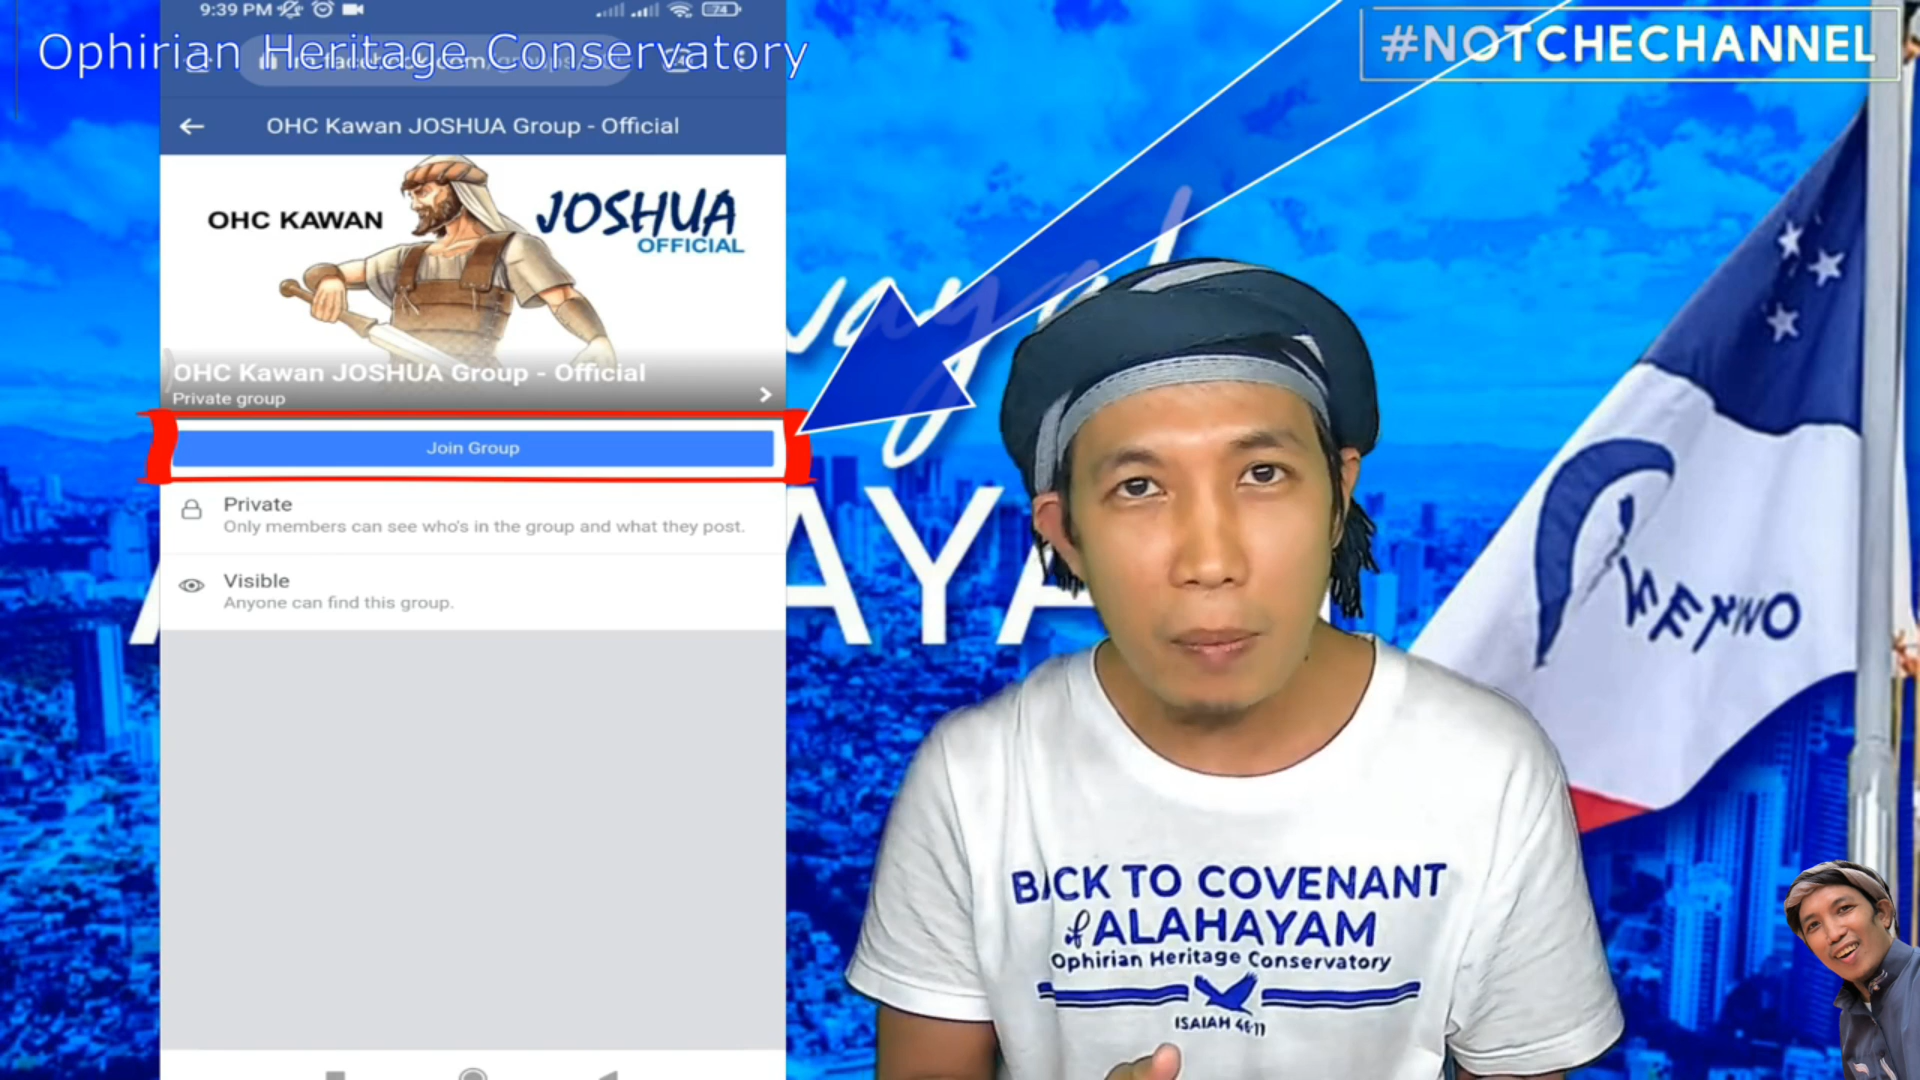 9:39 PM
74
Ophirian Heritage Conservatory
#NOTCHECHANNEL
OHC Kawan JOSHUA Group - Official
OHC KAWAN
JOSHUA
OFFICIAL
OHC Kawan JOSHUA Group - Official
Private group
Join Group
Private
Only members can see who's in the group and what they post.
Visible
Anyone can find this group.
BACK TO COVENANT
of ALAHAYAM
Ophirian Heritage Conservatory
ISAIAH 46:11